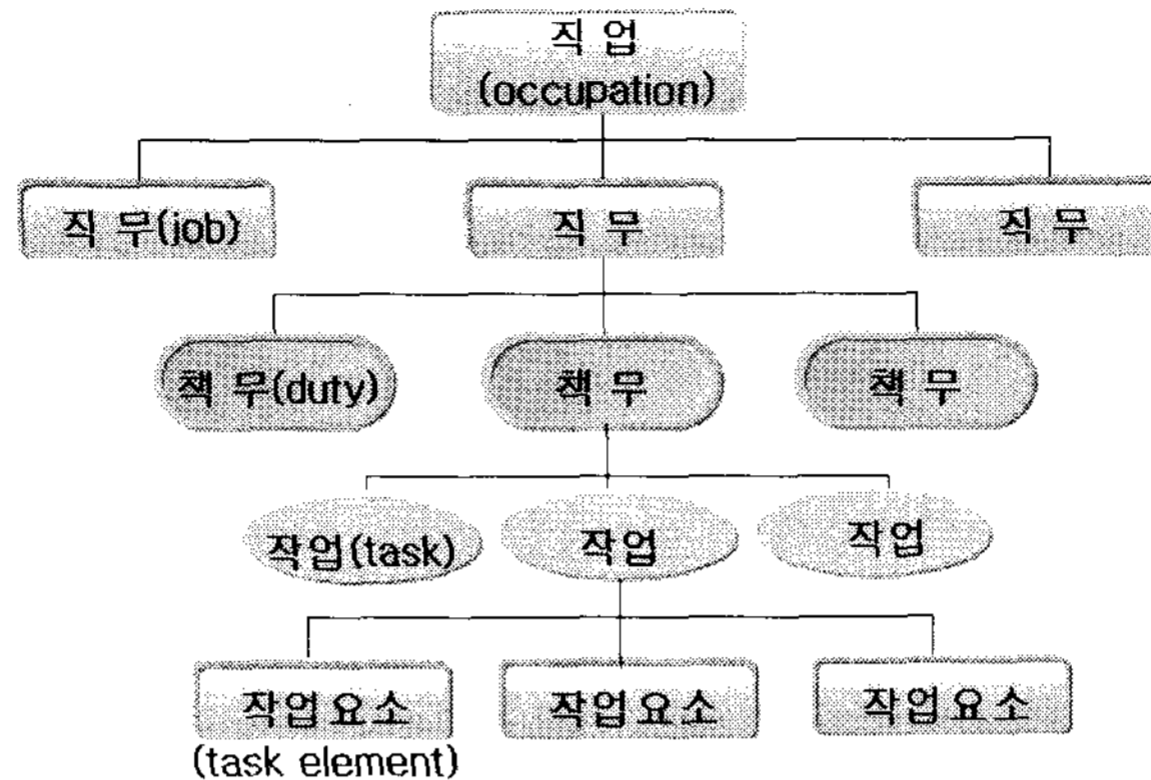 직 업
(occupation)
직 무(job)
직 무
직 무
책 무(duty)
책 무
책 무
작업(task)
작업
작업
작업요소
(task element)
작업요소
작업요소